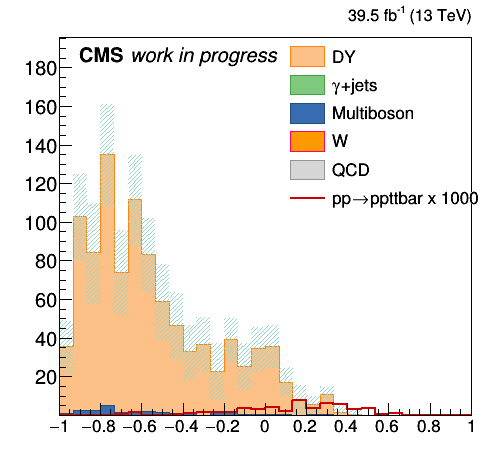 39.5 fb⁻¹ (13 TeV)
CMS work in progress
DY
γ+jets
Multiboson
W
QCD
pp→ppttbar x 1000
180
160
140
120
100
80
60
40
20
−1 −0.8 −0.6 −0.4 −0.2 0 0.2 0.4 0.6 0.8 1